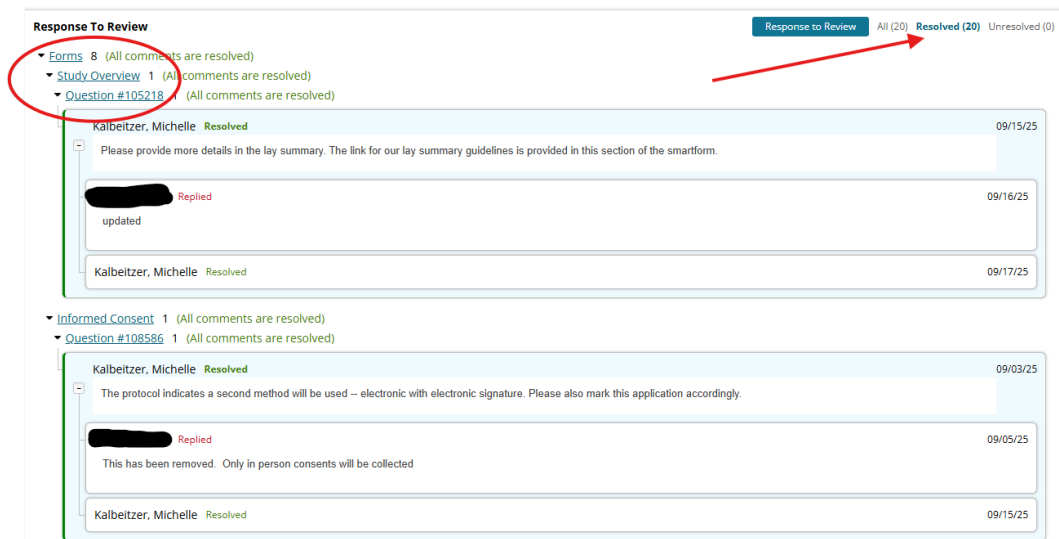 Response To Review
Response to Review All (20) Resolved (20) Unresolved (0)
Forms 8 (All comments are resolved)
Study Overview 1 (All comments are resolved)
Question #105218 1 (All comments are resolved)
Kalbeitzer, Michelle Resolved 09/15/25
Please provide more details in the lay summary. The link for our lay summary guidelines is provided in this section of the smartform.
Replied 09/16/25
updated
Kalbeitzer, Michelle Resolved 09/17/25
Informed Consent 1 (All comments are resolved)
Question #108586 1 (All comments are resolved)
Kalbeitzer, Michelle Resolved 09/03/25
The protocol indicates a second method will be used -- electronic with electronic signature. Please also mark this application accordingly.
Replied 09/05/25
This has been removed. Only in person consents will be collected
Kalbeitzer, Michelle Resolved 09/15/25